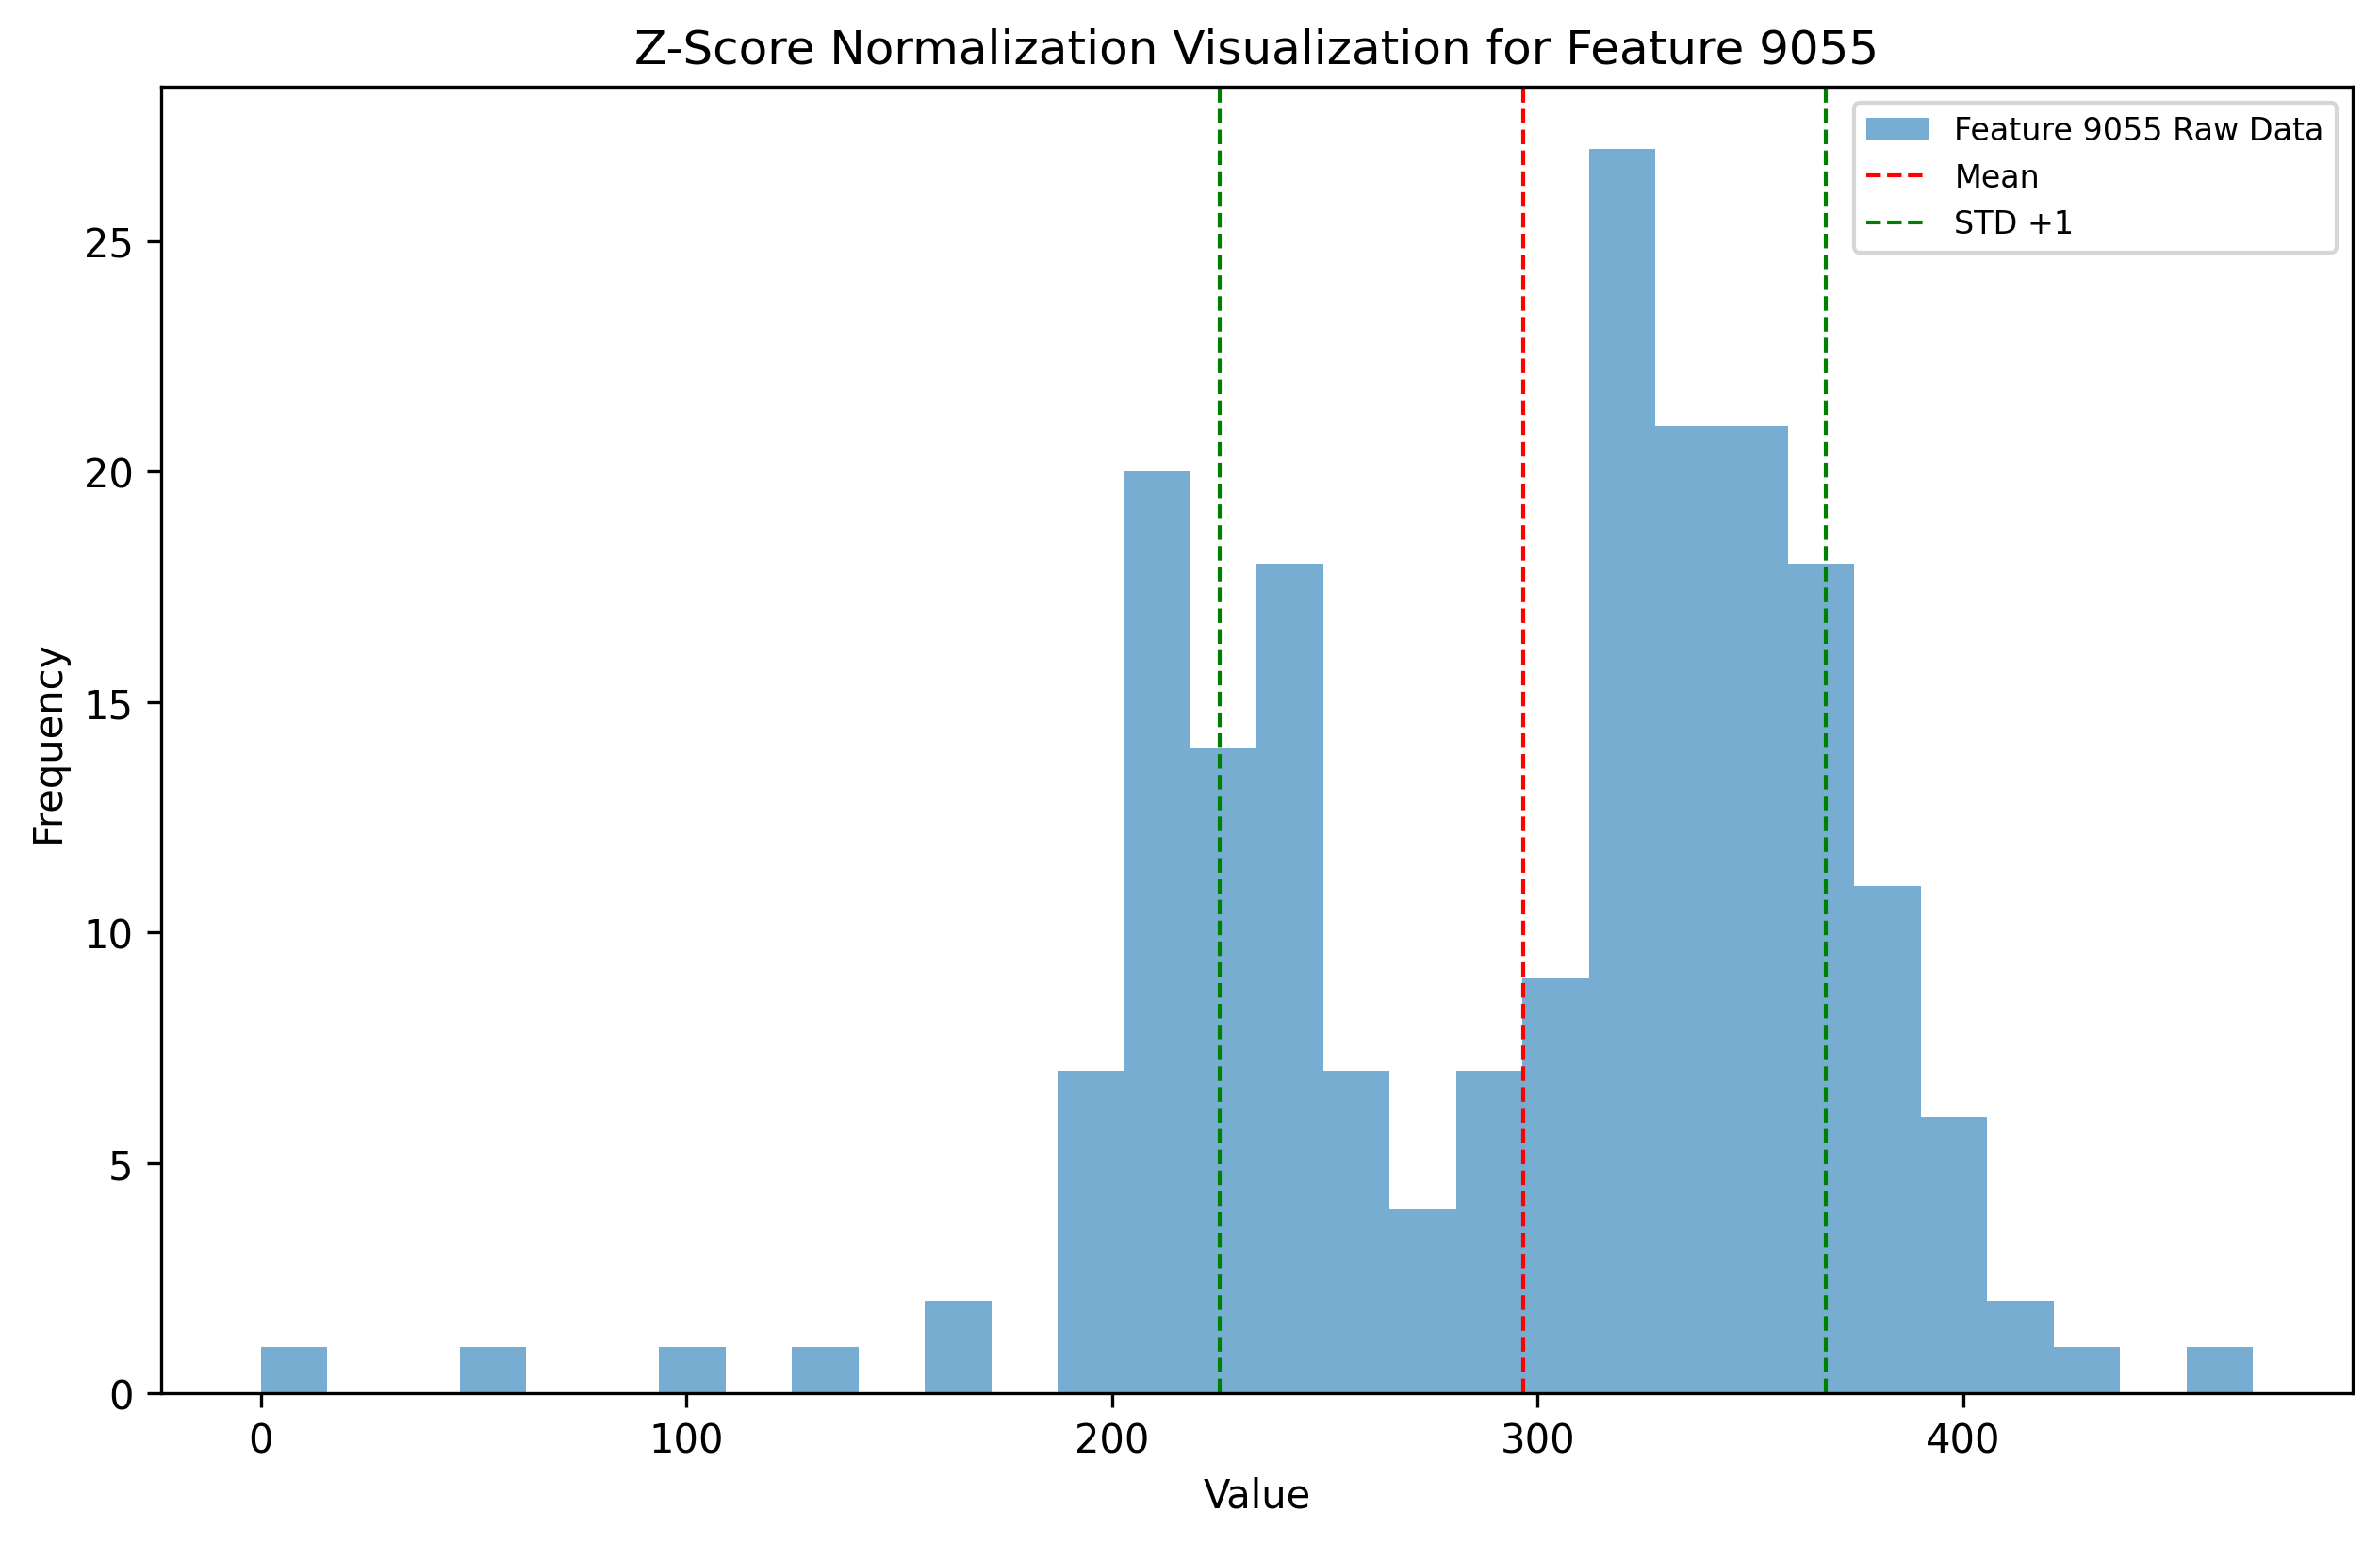 Z-Score Normalization Visualization for Feature 9055
Feature 9055 Raw Data
Mean
STD +1
25
20
15
10
5
0
Frequency
0 100 200 300 400
Value